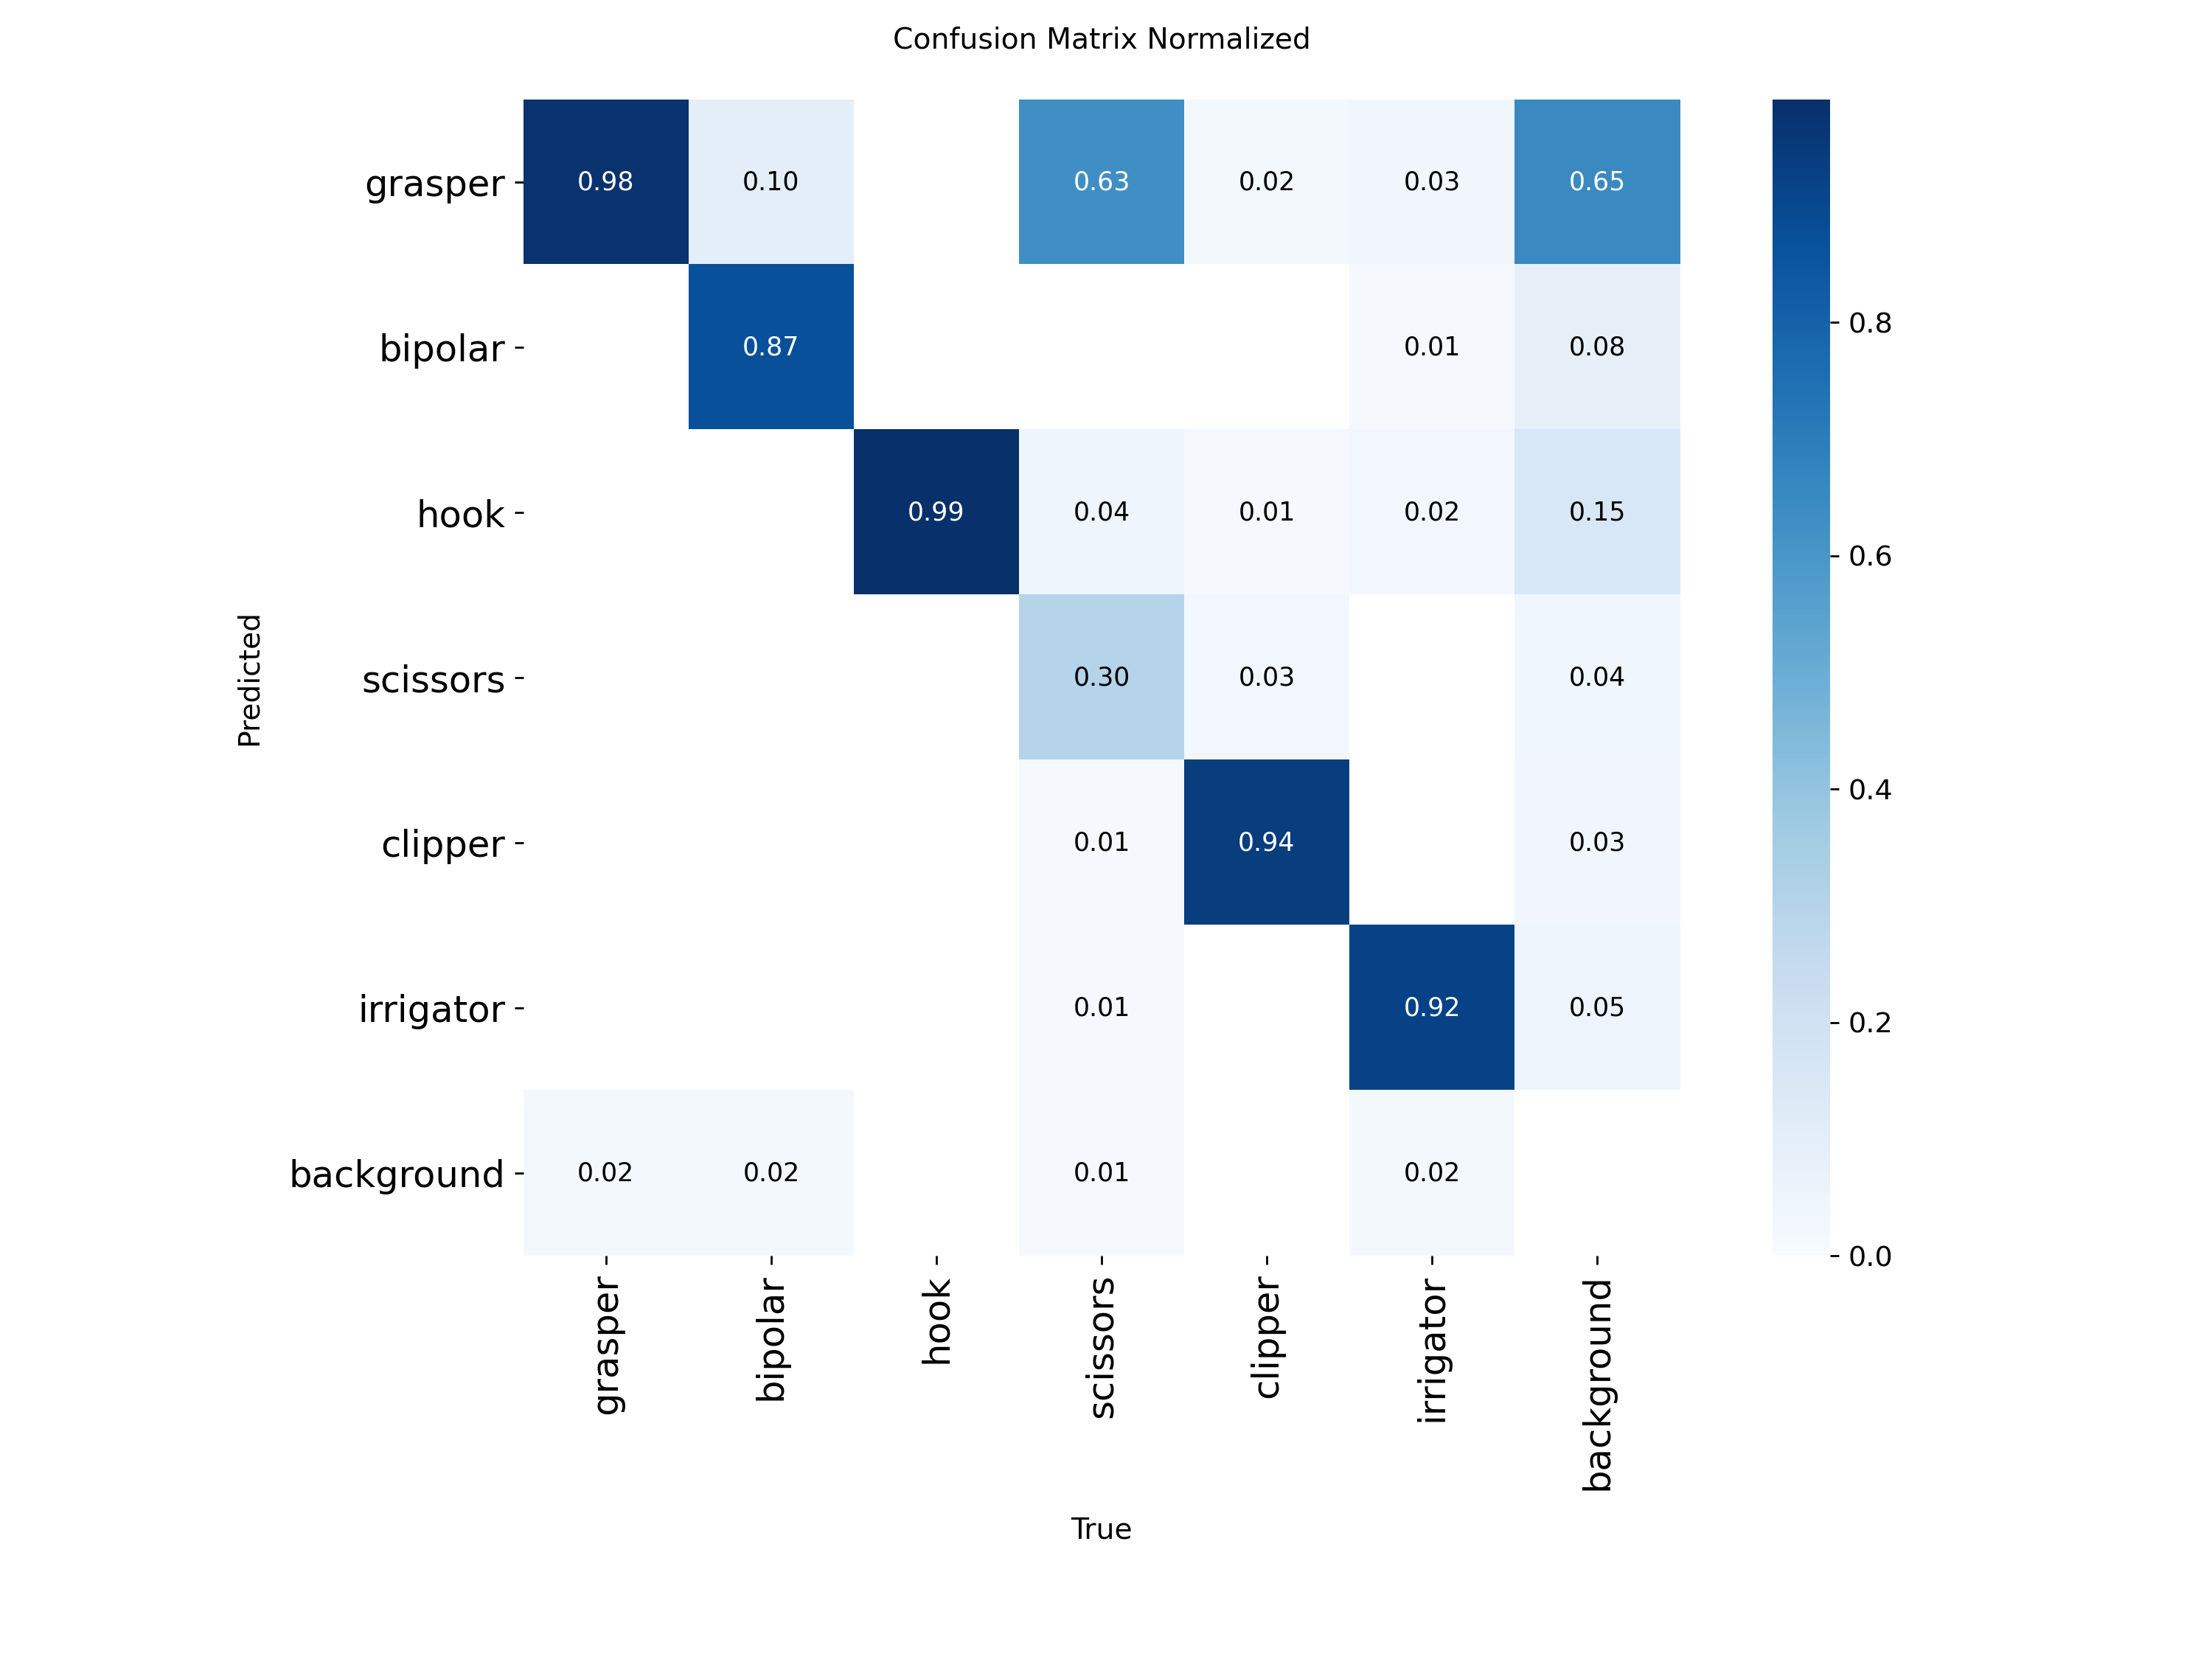 Confusion Matrix Normalized
grasper 0.98 0.10 0.63 0.02 0.03 0.65
bipolar 0.87 0.01 0.08
hook 0.99 0.04 0.01 0.02 0.15
scissors 0.30 0.03 0.04
clipper 0.01 0.94 0.03
irrigator 0.01 0.92 0.05
background 0.02 0.02 0.01 0.02
Predicted
grasper bipolar hook scissors clipper irrigator background
True
0.8
0.6
0.4
0.2
0.0